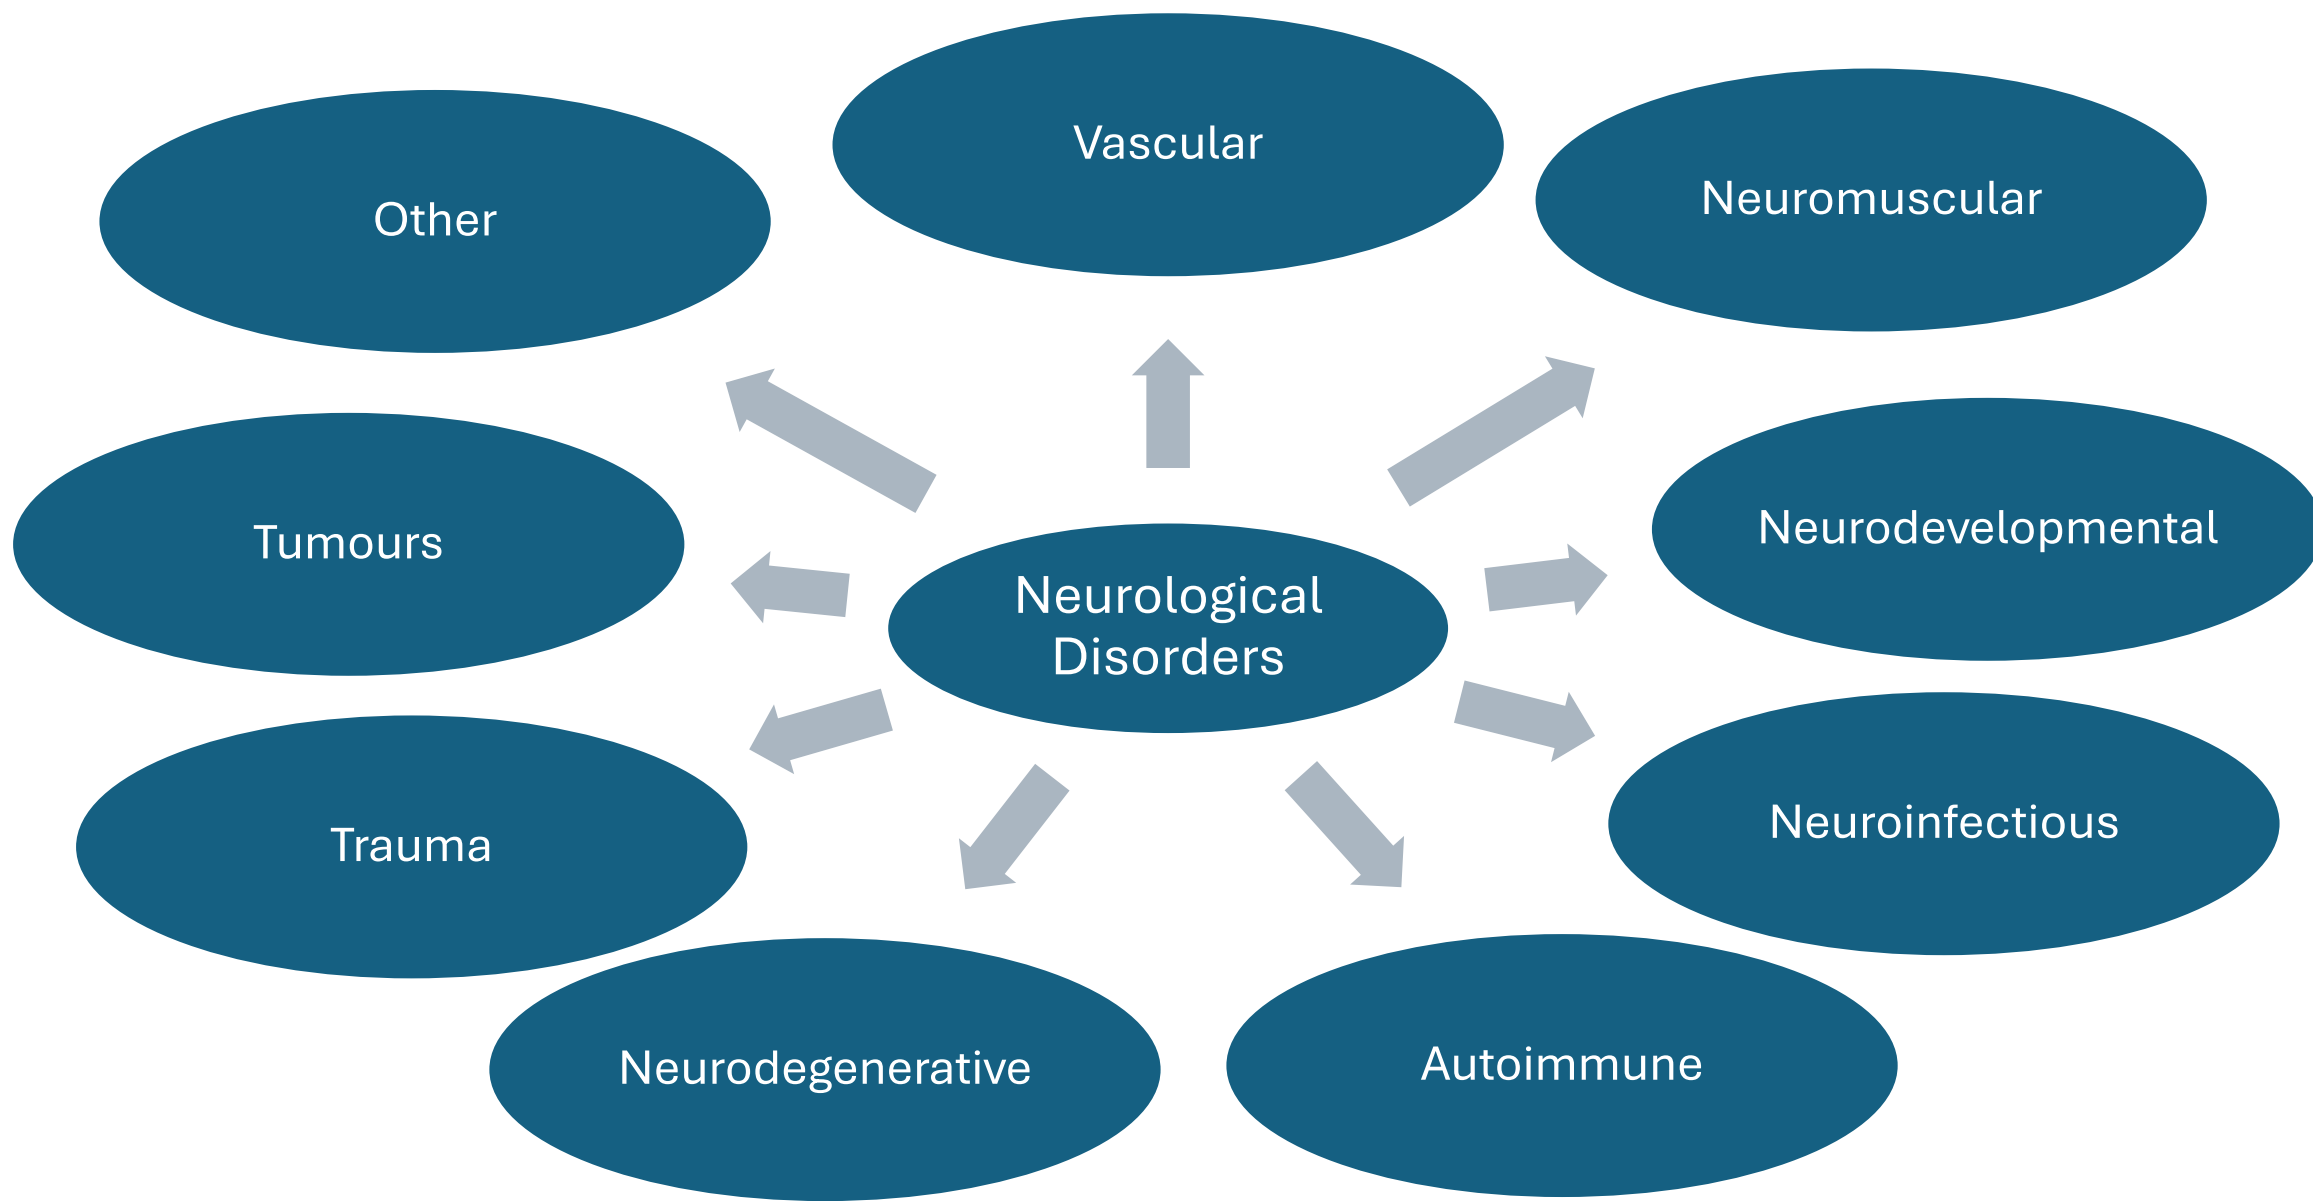 Vascular
Neuromuscular
Other
Neurodevelopmental
Tumours
Neurological
Disorders
Neuroinfectious
Trauma
Autoimmune
Neurodegenerative